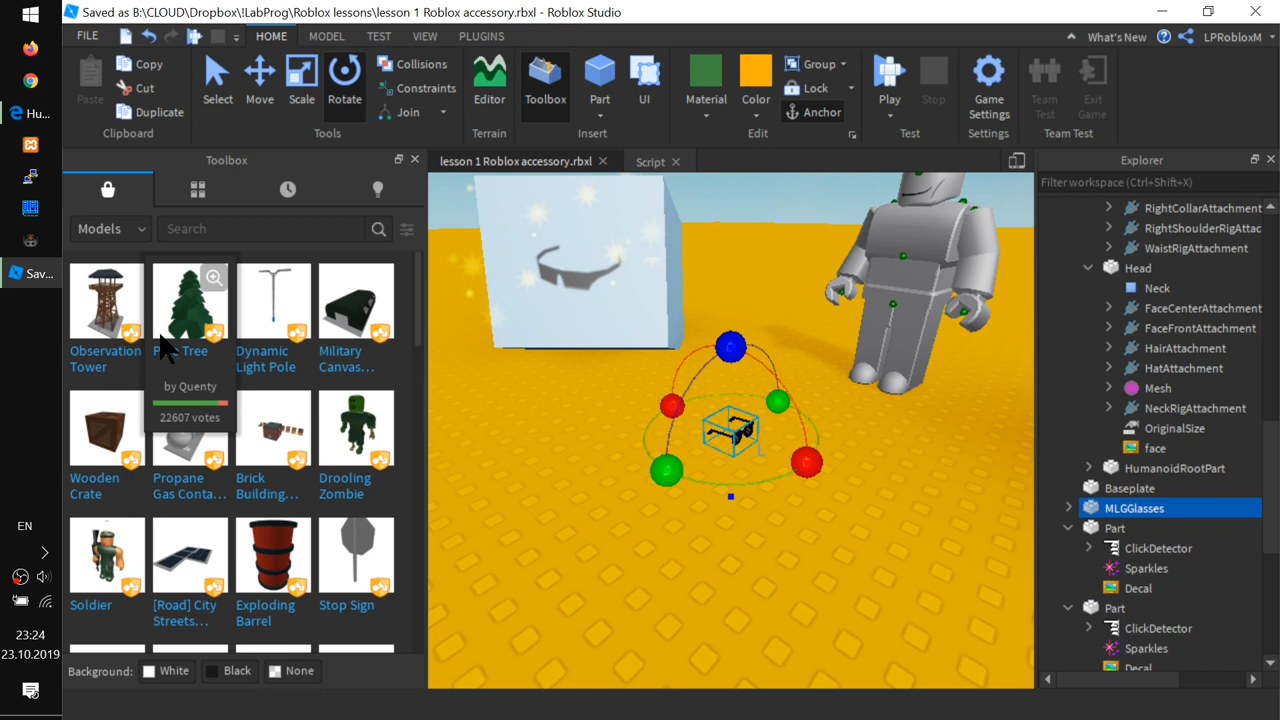 Saved as B:\CLOUD\Dropbox\!LabProg\Roblox lessons\lesson 1 Roblox accessory.rbxl - Roblox Studio
FILE HOME MODEL TEST VIEW PLUGINS What's New LPRobloxM
Paste Copy Cut Duplicate
Clipboard
Select Move Scale Rotate Collisions Constraints Join
Tools
Editor
Terrain
Toolbox Part UI
Insert
Material Color Group Lock Anchor
Edit
Play Stop
Test
Game Settings
Settings
Team Test Exit Game
Team Test
Hu...
Sav...
EN
23:24
23.10.2019
Toolbox
Models Search
Observation Tower
Tree
by Quenty
22607 votes
Dynamic Light Pole
Military Canvas...
Wooden Crate
Propane Gas Conta...
Brick Building...
Drooling Zombie
Soldier
[Road] City Streets...
Exploding Barrel
Stop Sign
Background: White Black None
lesson 1 Roblox accessory.rbxl
Script
Explorer
Filter workspace (Ctrl+Shift+X)
RightCollarAttachment
RightShoulderRigAttac
WaistRigAttachment
Head
Neck
FaceCenterAttachment
FaceFrontAttachment
HairAttachment
HatAttachment
Mesh
NeckRigAttachment
OriginalSize
face
HumanoidRootPart
Baseplate
MLGGlasses
Part
ClickDetector
Sparkles
Decal
Part
ClickDetector
Sparkles
Decal